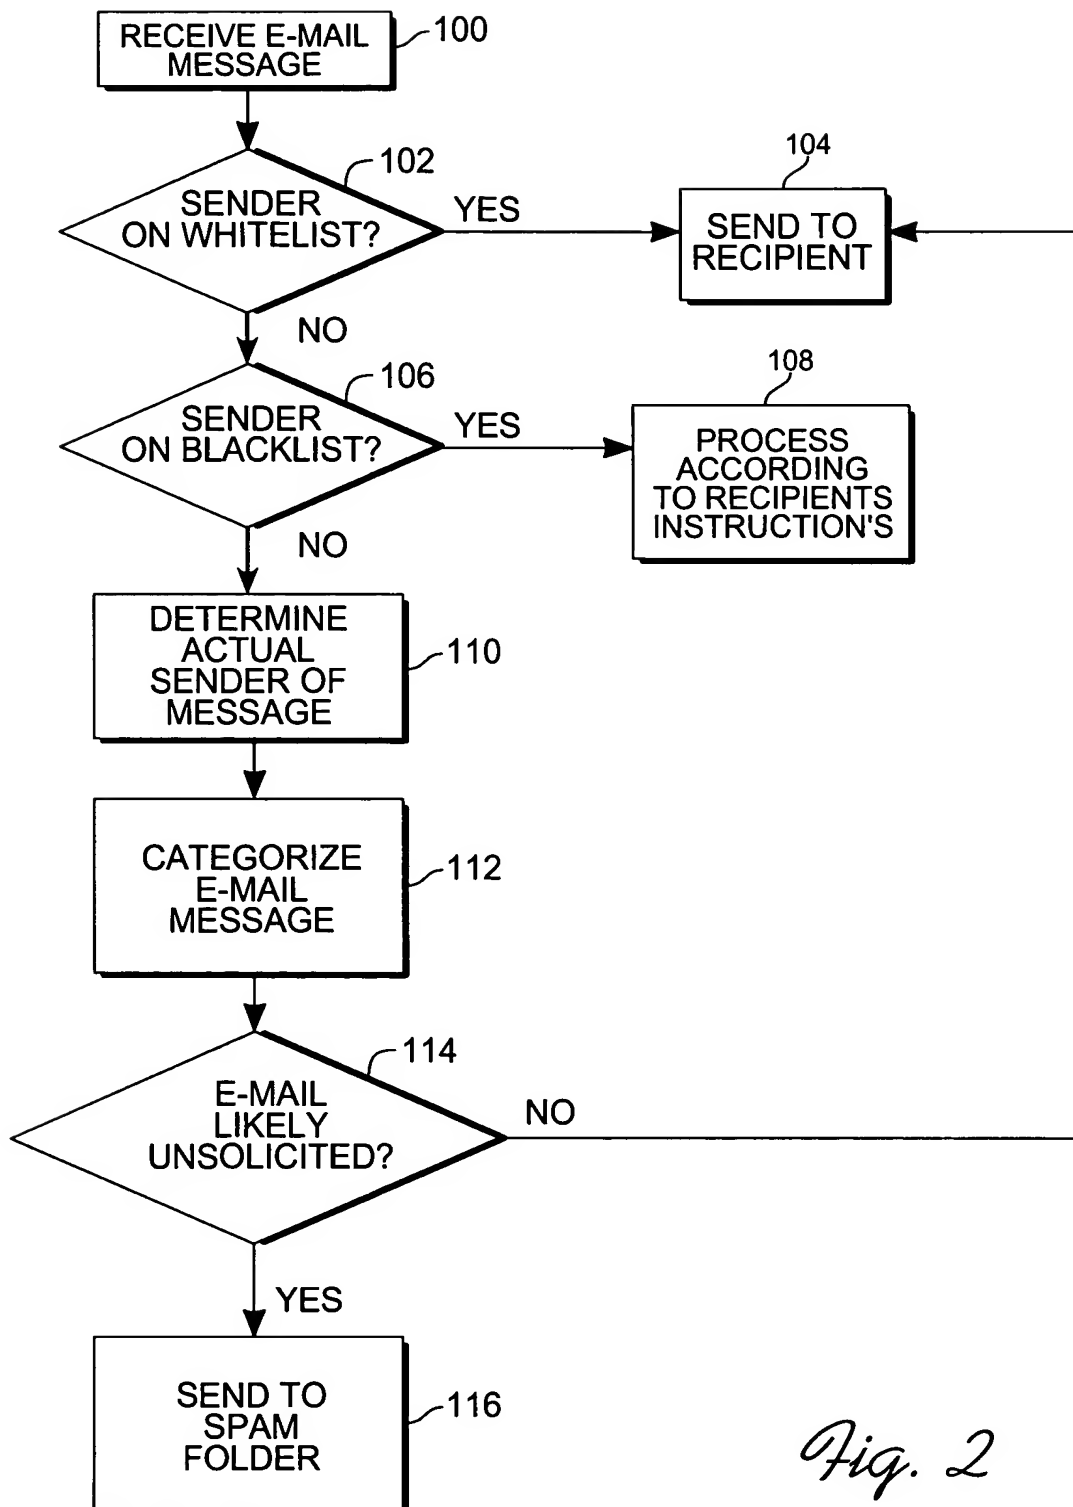 RECEIVE E-MAIL
MESSAGE
100
SENDER
ON WHITELIST?
102
YES
104
SEND TO
RECIPIENT
NO
SENDER
ON BLACKLIST?
106
YES
108
PROCESS
ACCORDING
TO RECIPIENTS
INSTRUCTION'S
NO
DETERMINE
ACTUAL
SENDER OF
MESSAGE
110
CATEGORIZE
E-MAIL
MESSAGE
112
E-MAIL
LIKELY
UNSOLICITED?
114
NO
YES
SEND TO
SPAM
FOLDER
116
Fig. 2